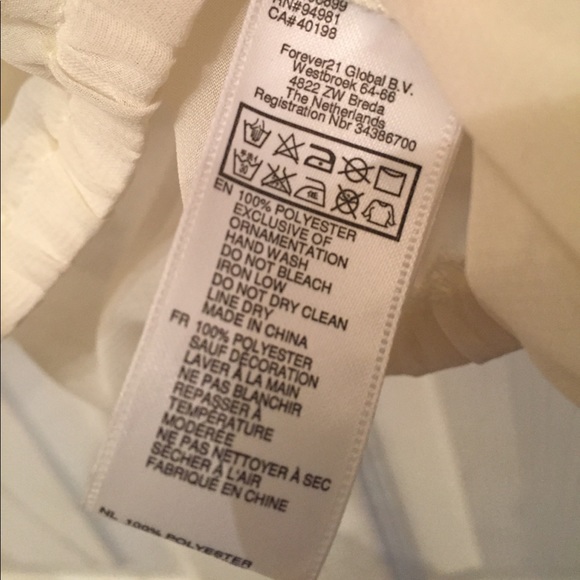 RN#94981
CA#40198
Forever21 Global B.V.
Westbroek 64-66
4822 ZW Breda
The Netherlands
Registration Nbr 34386700
EN 100% POLYESTER
EXCLUSIVE OF
ORNAMENTATION
HAND WASH
DO NOT BLEACH
IRON LOW
DO NOT DRY CLEAN
LINE DRY
MADE IN CHINA
FR 100% POLYESTER
SAUF DÉCORATION
LAVER À LA MAIN
NE PAS BLANCHIR
REPASSER À
TEMPÉRATURE
MODÉRÉE
NE PAS NETTOYER À SEC
SÉCHER À L'AIR
FABRIQUÉ EN CHINE
NL 100% POLYESTER